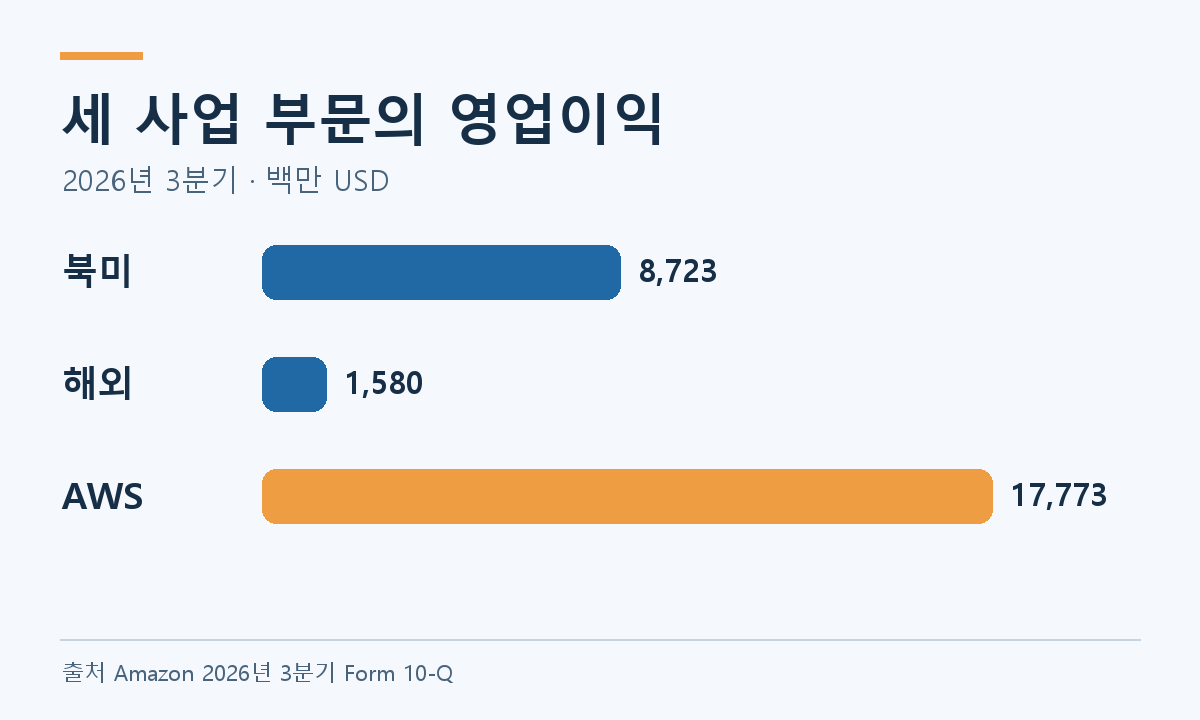 세 사업 부문의 영업이익
2026년 3분기 · 백만 USD
북미 8,723
해외 1,580
AWS 17,773
출처 Amazon 2026년 3분기 Form 10-Q